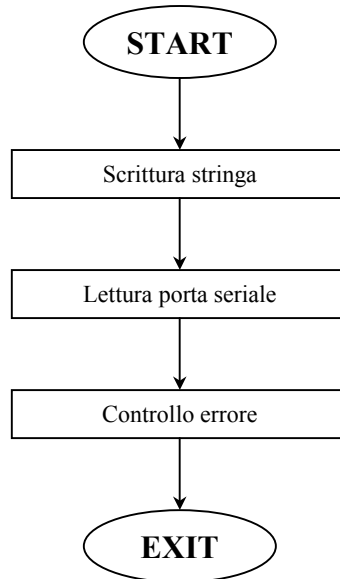 START
Scrittura stringa
Lettura porta seriale
Controllo errore
EXIT